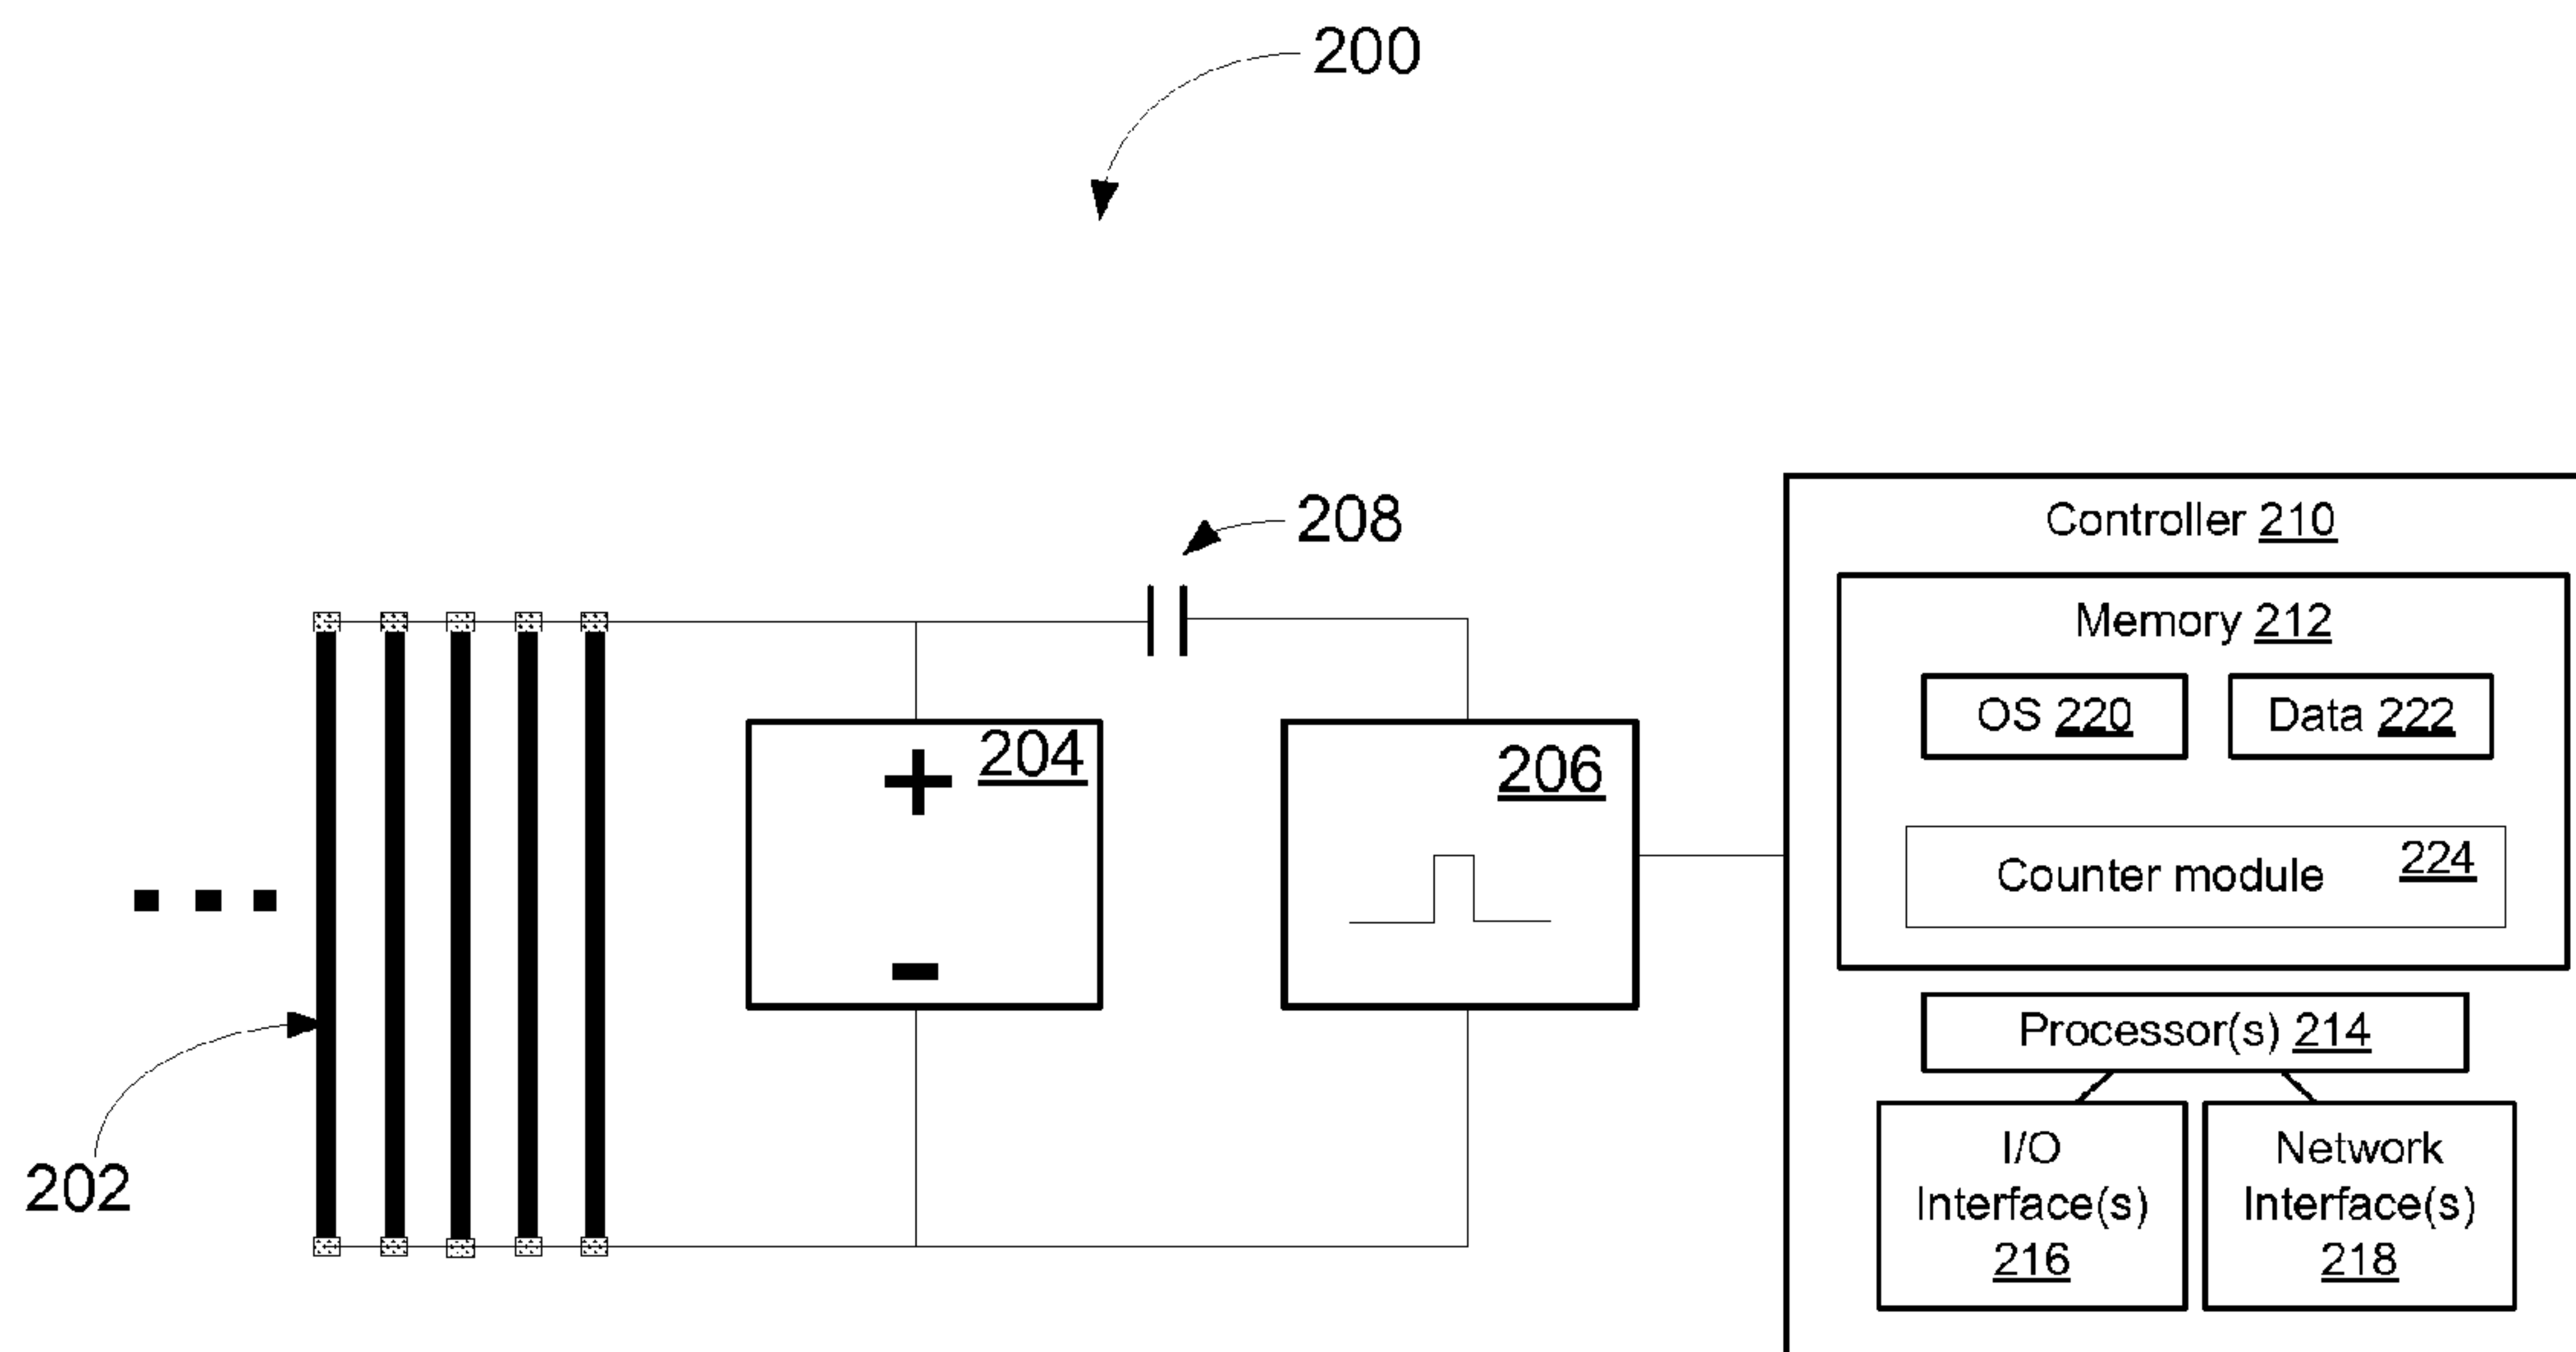 200
208
Controller 210
Memory 212
OS 220
Data 222
204
206
Counter module 224
Processor(s) 214
202
I/O
Interface(s)
216
Network
Interface(s)
218